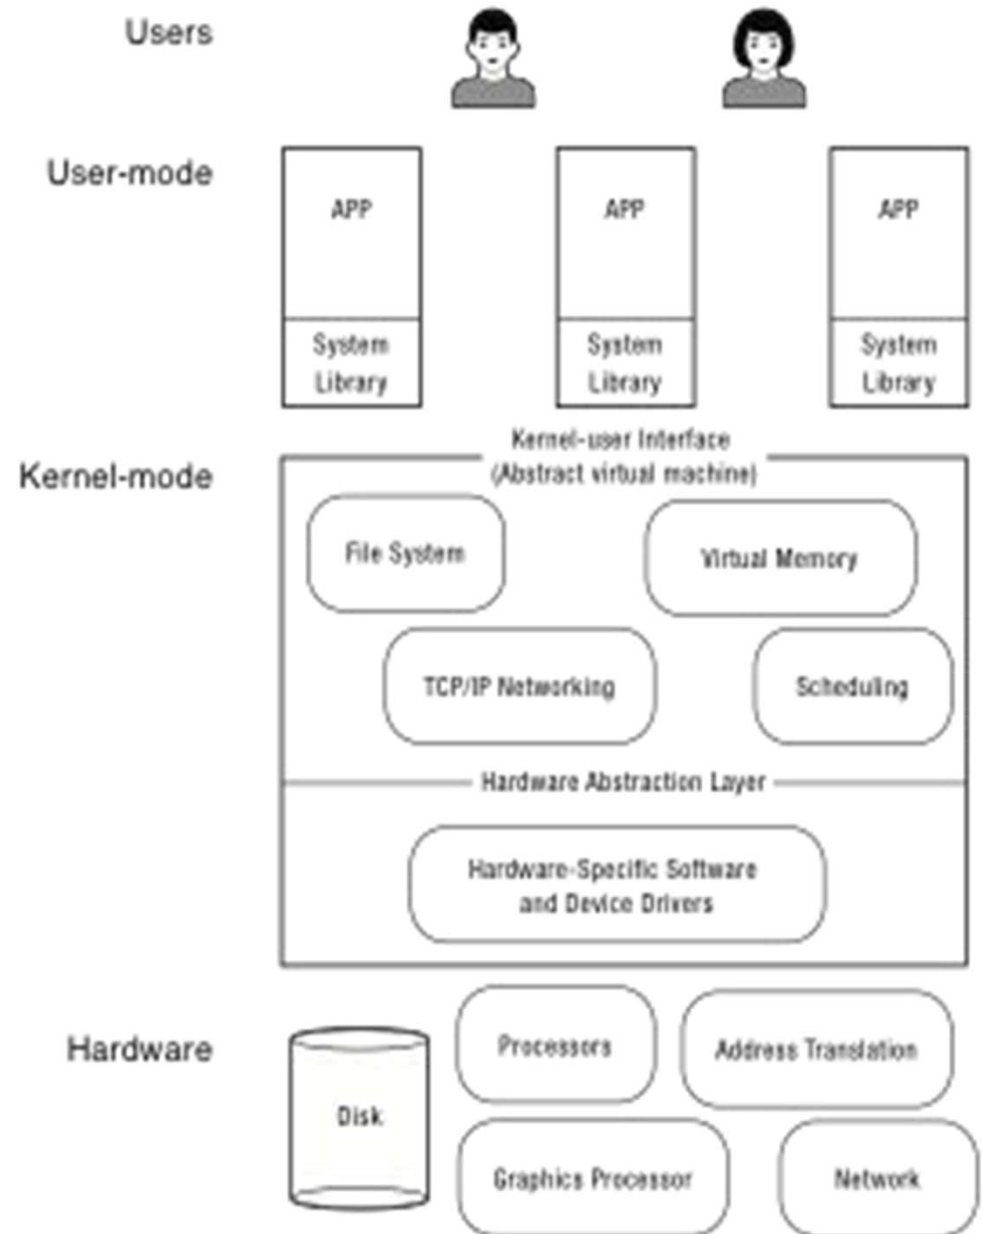 Users
User-mode
APP
APP
APP
System
Library
System
Library
System
Library
Kernel-user Interface
(Abstract virtual machine)
Kernel-mode
File System
Virtual Memory
TCP/IP Networking
Scheduling
Hardware Abstraction Layer
Hardware-Specific Software
and Device Drivers
Hardware
Processors
Address Translation
Disk
Graphics Processor
Network